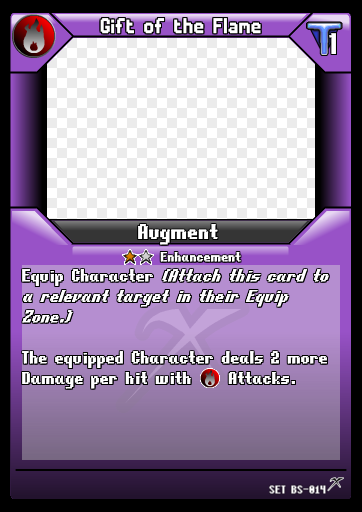 Gift of the Flame
T1
Augment
Enhancement
Equip Character (Attach this card to
a relevant target in their Equip
Zone.)
The equipped Character deals 2 more
Damage per hit with Attacks.
SET BS-014